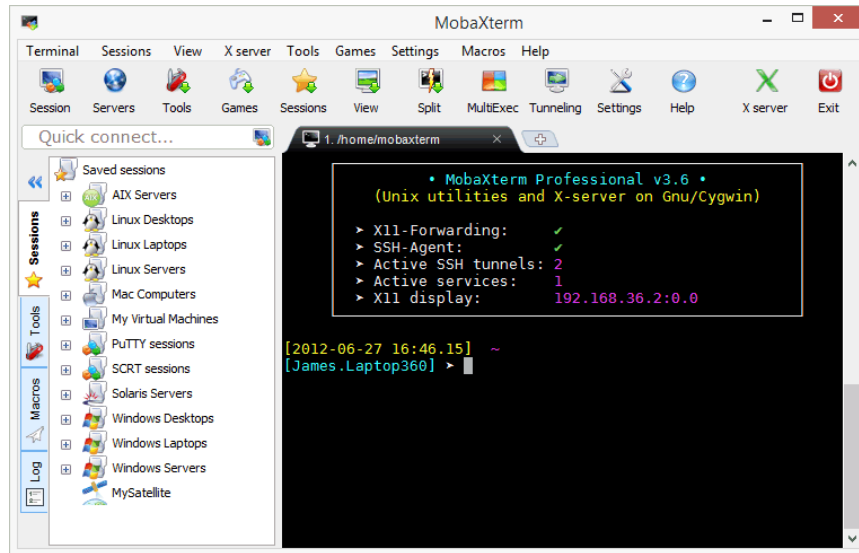 MobaXterm
Terminal Sessions View X server Tools Games Settings Macros Help
Session Servers Tools Games Sessions View Split MultiExec Tunneling Settings Help X server Exit
Quick connect...
1. /home/mobaxterm
Saved sessions
AIX Servers
Linux Desktops
Linux Laptops
Linux Servers
Mac Computers
My Virtual Machines
PuTTY sessions
SCRT sessions
Solaris Servers
Windows Desktops
Windows Laptops
Windows Servers
MySatellite
Sessions
Tools
Macros
Log
• MobaXterm Professional v3.6 •
(Unix utilities and X-server on Gnu/Cygwin)
➤ X11-Forwarding: ✔
➤ SSH-Agent: ✔
➤ Active SSH tunnels: 2
➤ Active services: 1
➤ X11 display: 192.168.36.2:0.0
[2012-06-27 16:46.15] ~
[James.Laptop360] ➤